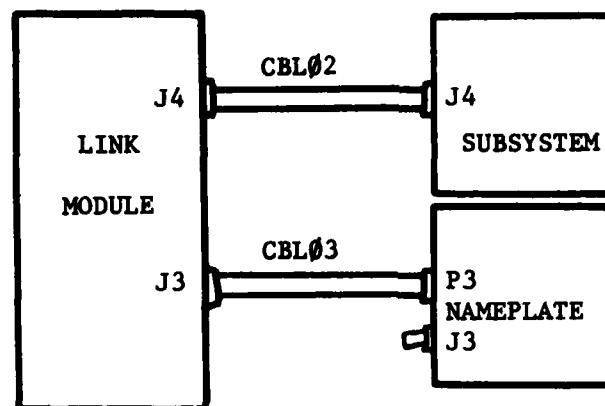 CBLØ2
J4
J4
LINK
MODULE
SUBSYSTEM
CBLØ3
J3
P3
NAMEPLATE
J3